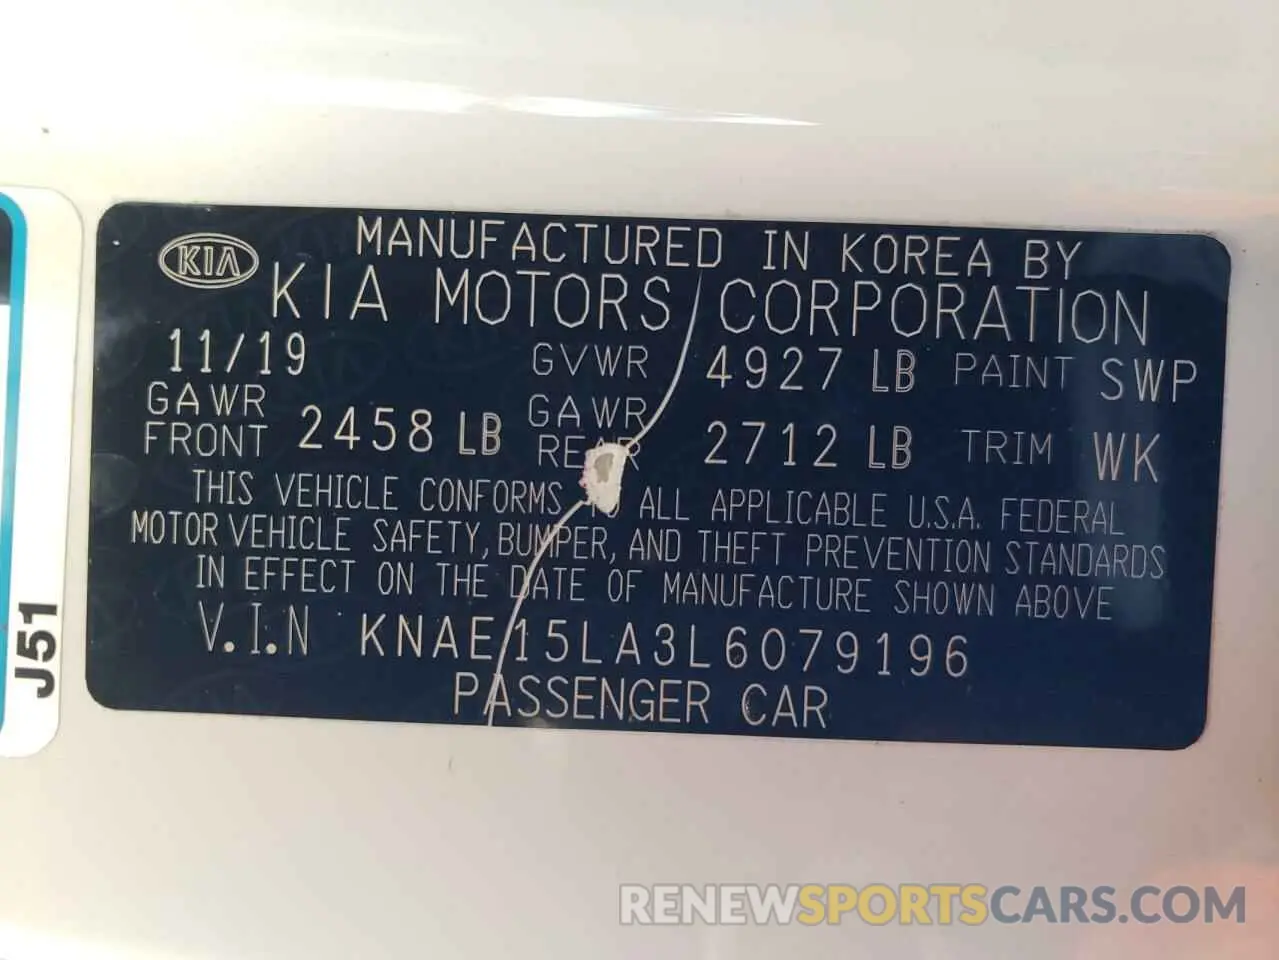 MANUFACTURED IN KOREA BY
KIA KIA MOTORS CORPORATION
11/19 GVWR 4927 LB PAINT SWP
GAWR FRONT 2458 LB GAWR REAR 2712 LB TRIM WK
THIS VEHICLE CONFORMS ALL APPLICABLE U.S.A. FEDERAL
MOTOR VEHICLE SAFETY, BUMPER, AND THEFT PREVENTION STANDARDS
IN EFFECT ON THE DATE OF MANUFACTURE SHOWN ABOVE
V.I.N KNAE15LA3L6079196
PASSENGER CAR
J51
RENEWSPORTSCARS.COM